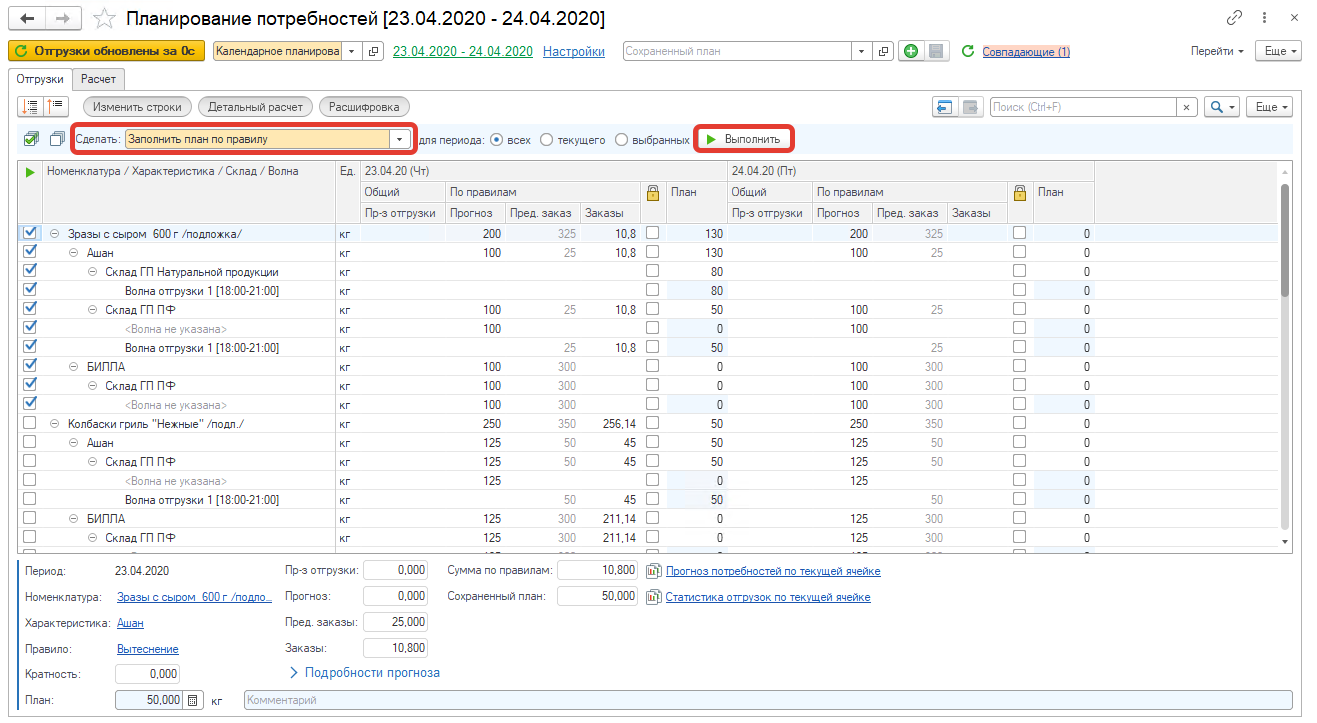 Планирование потребностей [23.04.2020 - 24.04.2020]
Отгрузки обновлены за 0с Календарное планирова 23.04.2020 - 24.04.2020 Настройки Сохраненный план Совпадающие (1) Перейти Еще
Отгрузки Расчет
Изменить строки Детальный расчет Расшифровка Поиск (Ctrl+F) × Еще
Сделать: Заполнить план по правилу для периода: всех текущего выбранных Выполнить
Номенклатура / Характеристика / Склад / Волна Ед. 23.04.20 (Чт) 24.04.20 (Пт)
Общий По правилам План Общий По правилам План
Пр-з отгрузки Прогноз Пред. заказ Заказы Пр-з отгрузки Прогноз Пред. заказ Заказы
Зразы с сыром 600 г /подложка/ кг 200 325 10,8 130 200 325 0
Ашан кг 100 25 10,8 130 100 25 0
Склад ГП Натуральной продукции кг 80 0
Волна отгрузки 1 [18:00-21:00] кг 80 0
Склад ГП ПФ кг 100 25 10,8 50 100 25 0
<Волна не указана> кг 100 0 100 0
Волна отгрузки 1 [18:00-21:00] кг 25 10,8 50 25 0
БИЛЛА кг 100 300 0 100 300 0
Склад ГП ПФ кг 100 300 0 100 300 0
<Волна не указана> кг 100 300 0 100 300 0
Колбаски гриль "Нежные" /подл./ кг 250 350 256,14 50 250 350 0
Ашан кг 125 50 45 50 125 50 0
Склад ГП ПФ кг 125 50 45 50 125 50 0
<Волна не указана> кг 125 0 125 0
Волна отгрузки 1 [18:00-21:00] кг 50 45 50 50 0
БИЛЛА кг 125 300 211,14 0 125 300 0
Склад ГП ПФ кг 125 300 211,14 0 125 300 0
Период: 23.04.2020 Пр-з отгрузки: 0,000 Сумма по правилам: 10,800 Прогноз потребностей по текущей ячейке
Номенклатура: Зразы с сыром 600 г /подло... Прогноз: 0,000 Сохраненный план: 50,000 Статистика отгрузок по текущей ячейке
Характеристика: Ашан Пред. заказы: 25,000
Правило: Вытеснение Заказы: 10,800
Кратность: 0,000 Подробности прогноза
План: 50,000 кг Комментарий